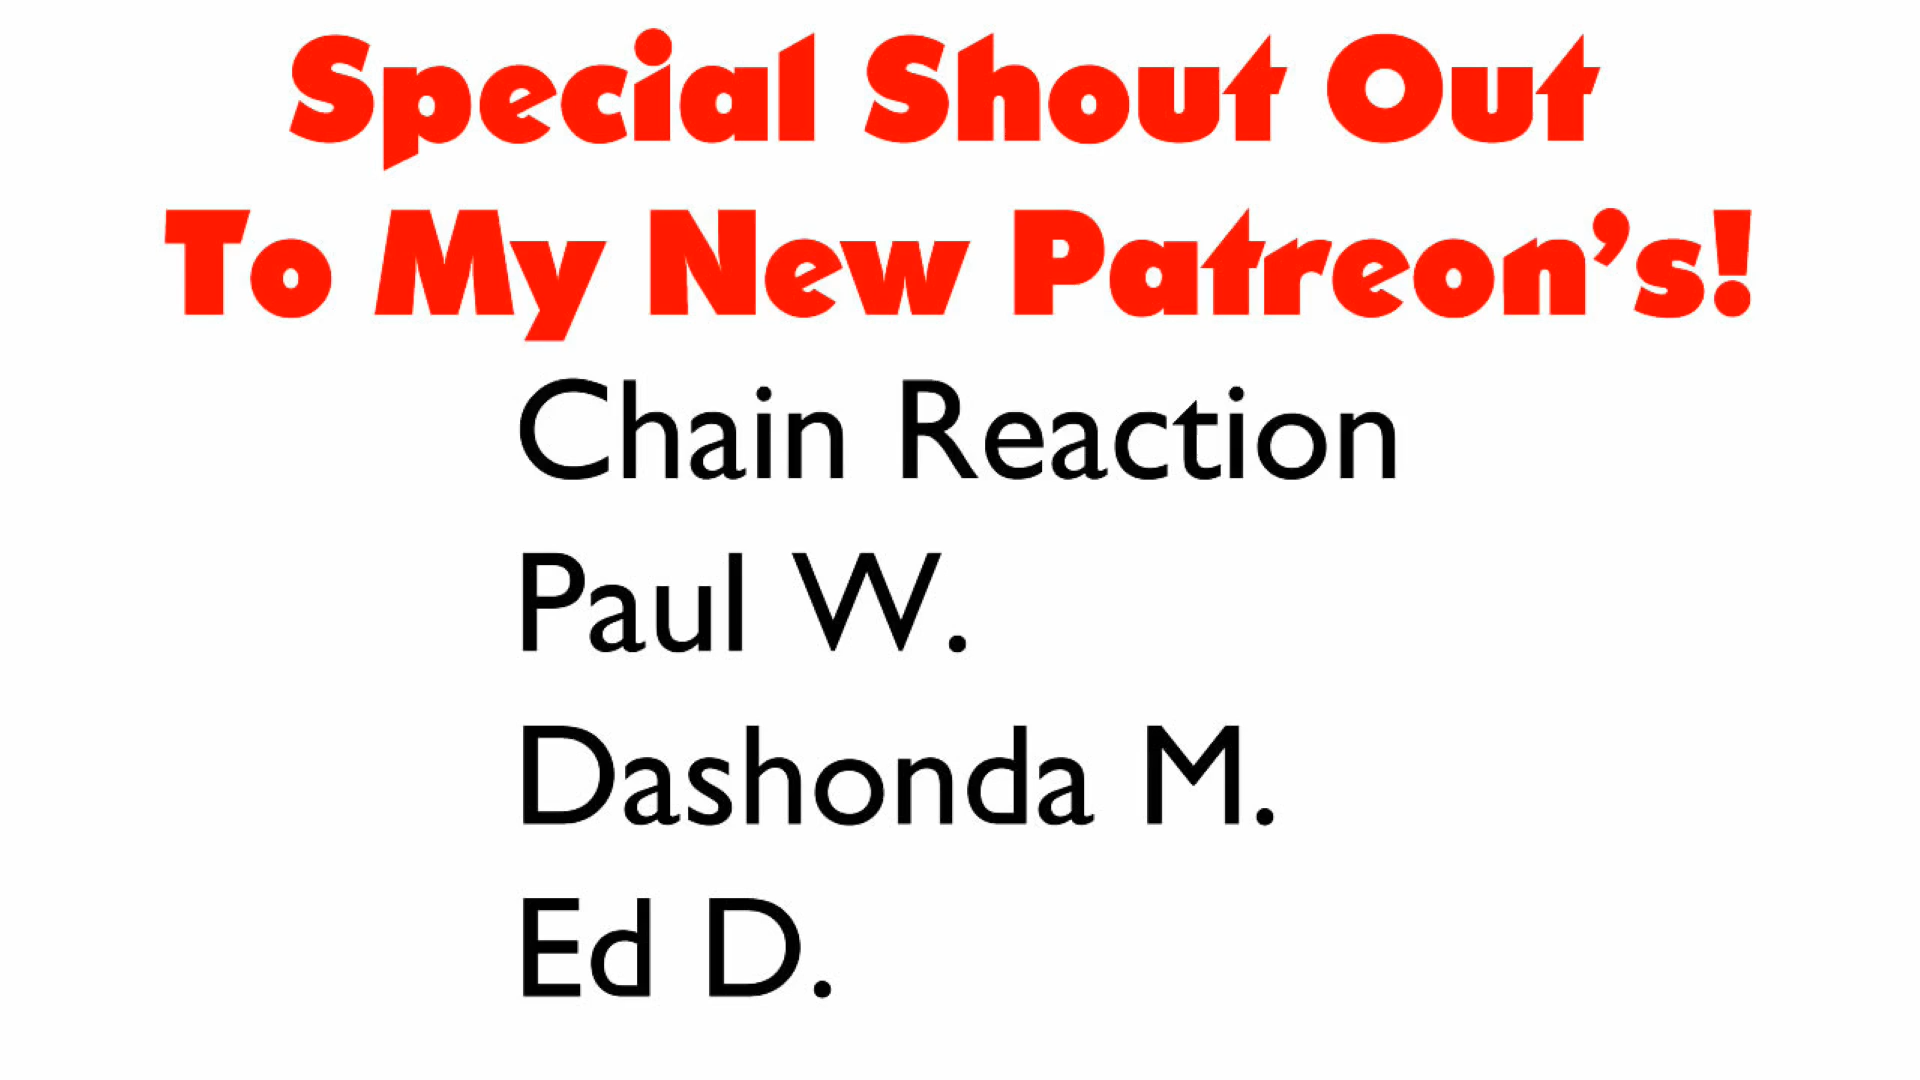 Special Shout Out
To My New Patreon’s!
Chain Reaction
Paul W.
Dashonda M.
Ed D.